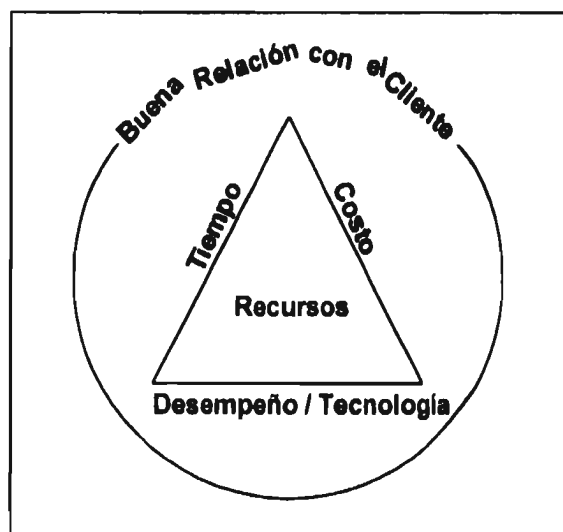 Buena Relación con el Cliente
Tiempo
Costo
Recursos
Desempeño / Tecnología